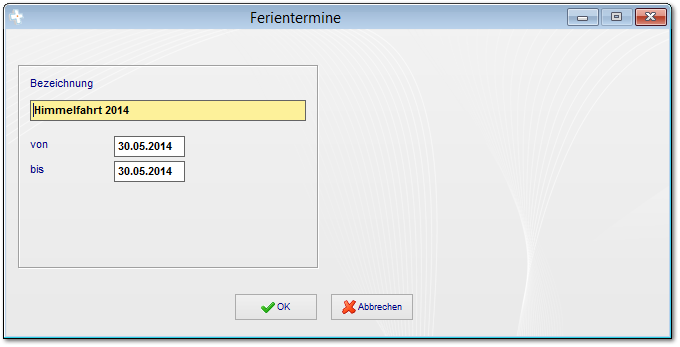 Ferientermine
Bezeichnung
Himmelfahrt 2014
von 30.05.2014
bis 30.05.2014
OK Abbrechen